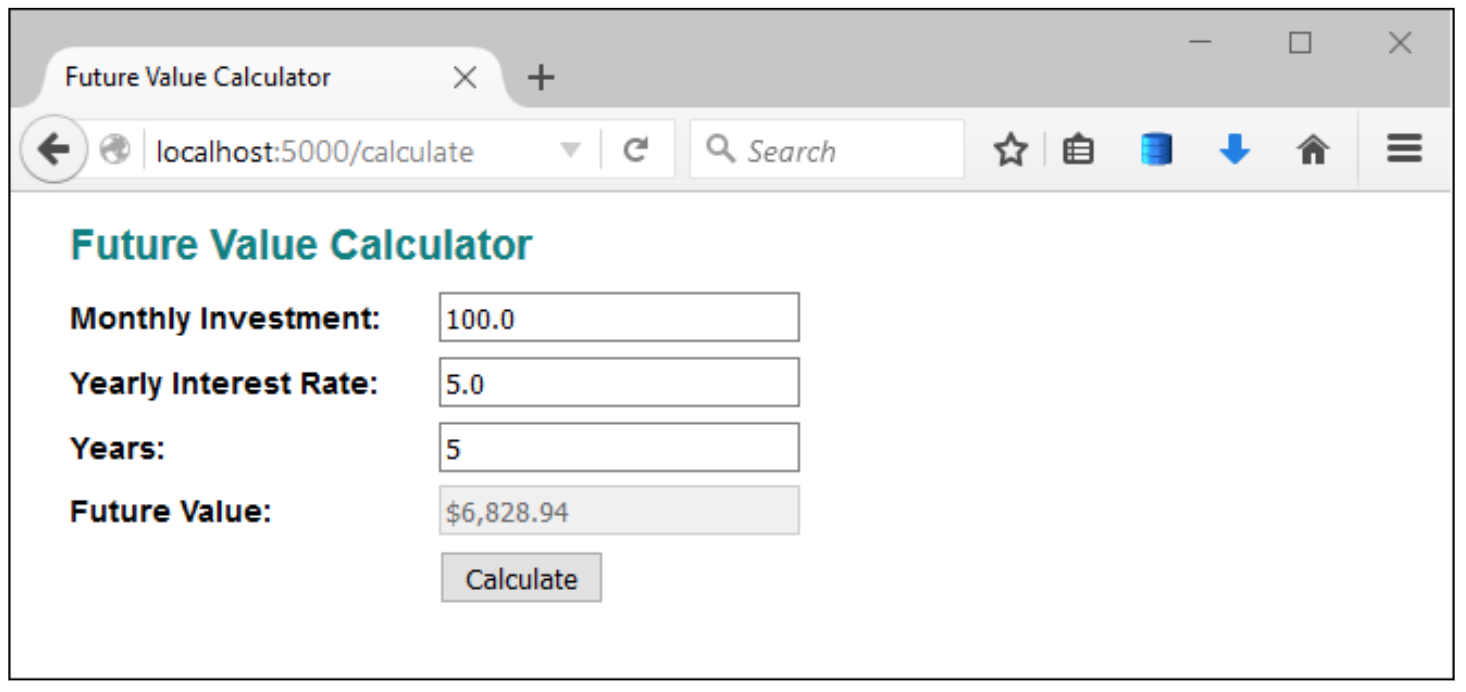 Future Value Calculator
localhost:5000/calculate Search
Future Value Calculator
Monthly Investment: 100.0
Yearly Interest Rate: 5.0
Years: 5
Future Value: $6,828.94
Calculate